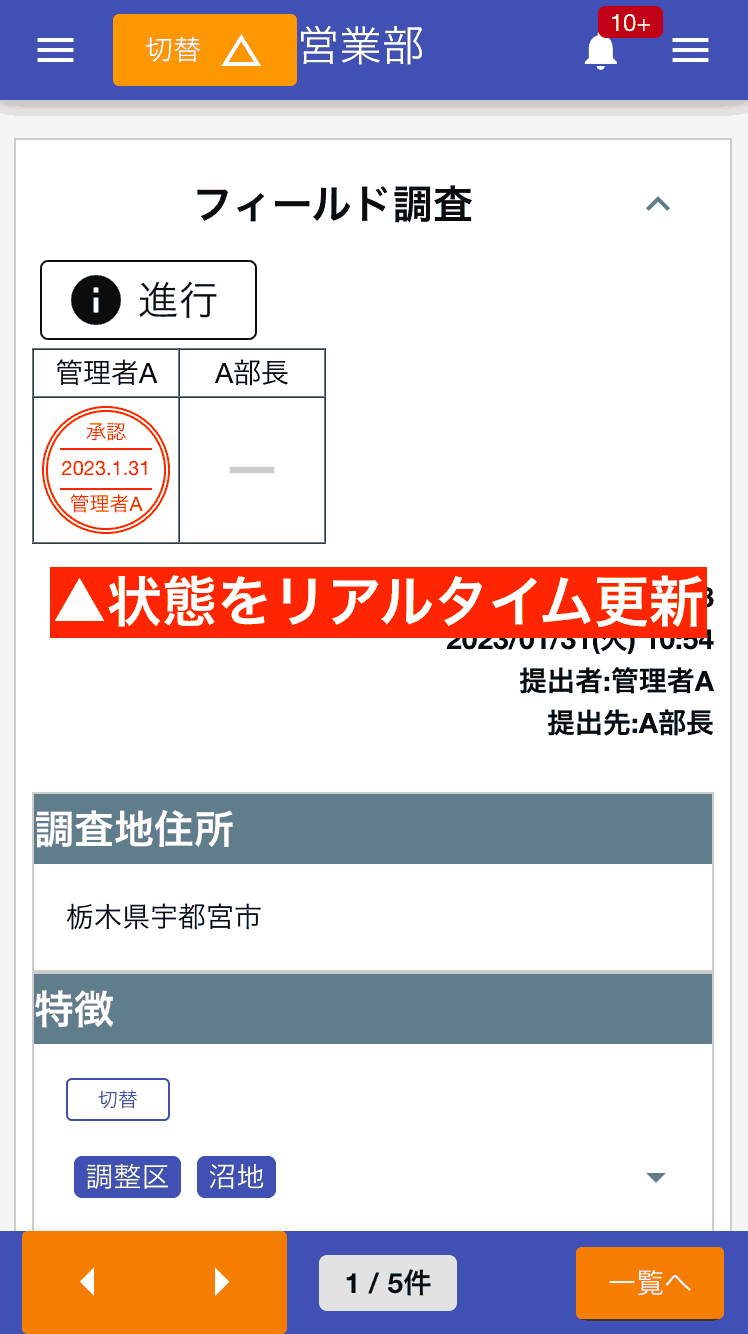 切替
営業部
10+
フィールド調査
進行
管理者A
A部長
承認
2023.1.31
管理者A
▲状態をリアルタイム更新
2023/01/31(火) 10:54
提出者:管理者A
提出先:A部長
調査地住所
栃木県宇都宮市
特徴
切替
調整区
沼地
1 / 5件
一覧へ